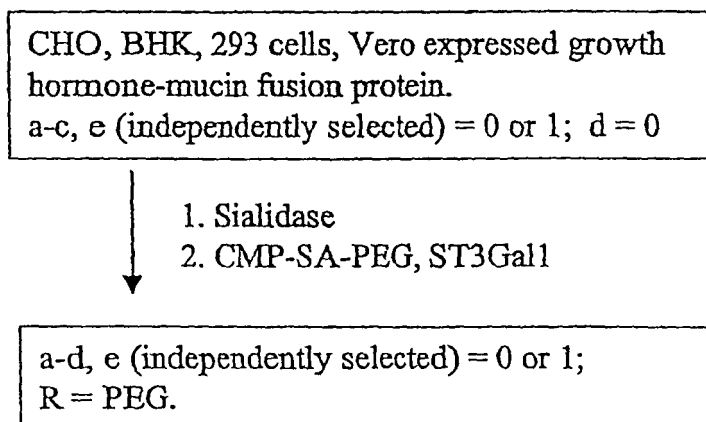 CHO, BHK, 293 cells, Vero expressed growth
hormone-mucin fusion protein.
a-c, e (independently selected) = 0 or 1; d = 0
1. Sialidase
2. CMP-SA-PEG, ST3Gal1
a-d, e (independently selected) = 0 or 1;
R = PEG.